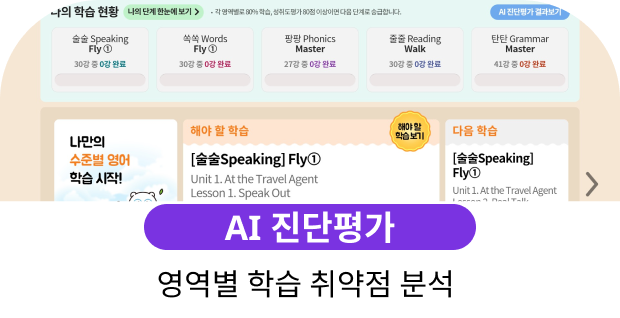 나의 학습 현황 나의 단계 한눈에 보기 > - 각 영역별로 80% 학습, 성취도평가 80점 이상이면 다음 단계로 승급합니다. AI 진단평가 결과보기
술술 Speaking 쏙쏙 Words 팡팡 Phonics 줄줄 Reading 탄탄 Grammar
Fly ① Fly ① Master Walk Master
30강 중 0강 완료 30강 중 0강 완료 27강 중 0강 완료 30강 중 0강 완료 41강 중 0강 완료
나만의
수준별 영어
학습 시작!
해야 할 학습
해야 할
학습보기
[술술Speaking] Fly①
Unit 1. At the Travel Agent
Lesson 1. Speak Out
다음 학습
[술술Speaking]
Fly①
Unit 1. At the Travel Agent
AI 진단평가
영역별 학습 취약점 분석